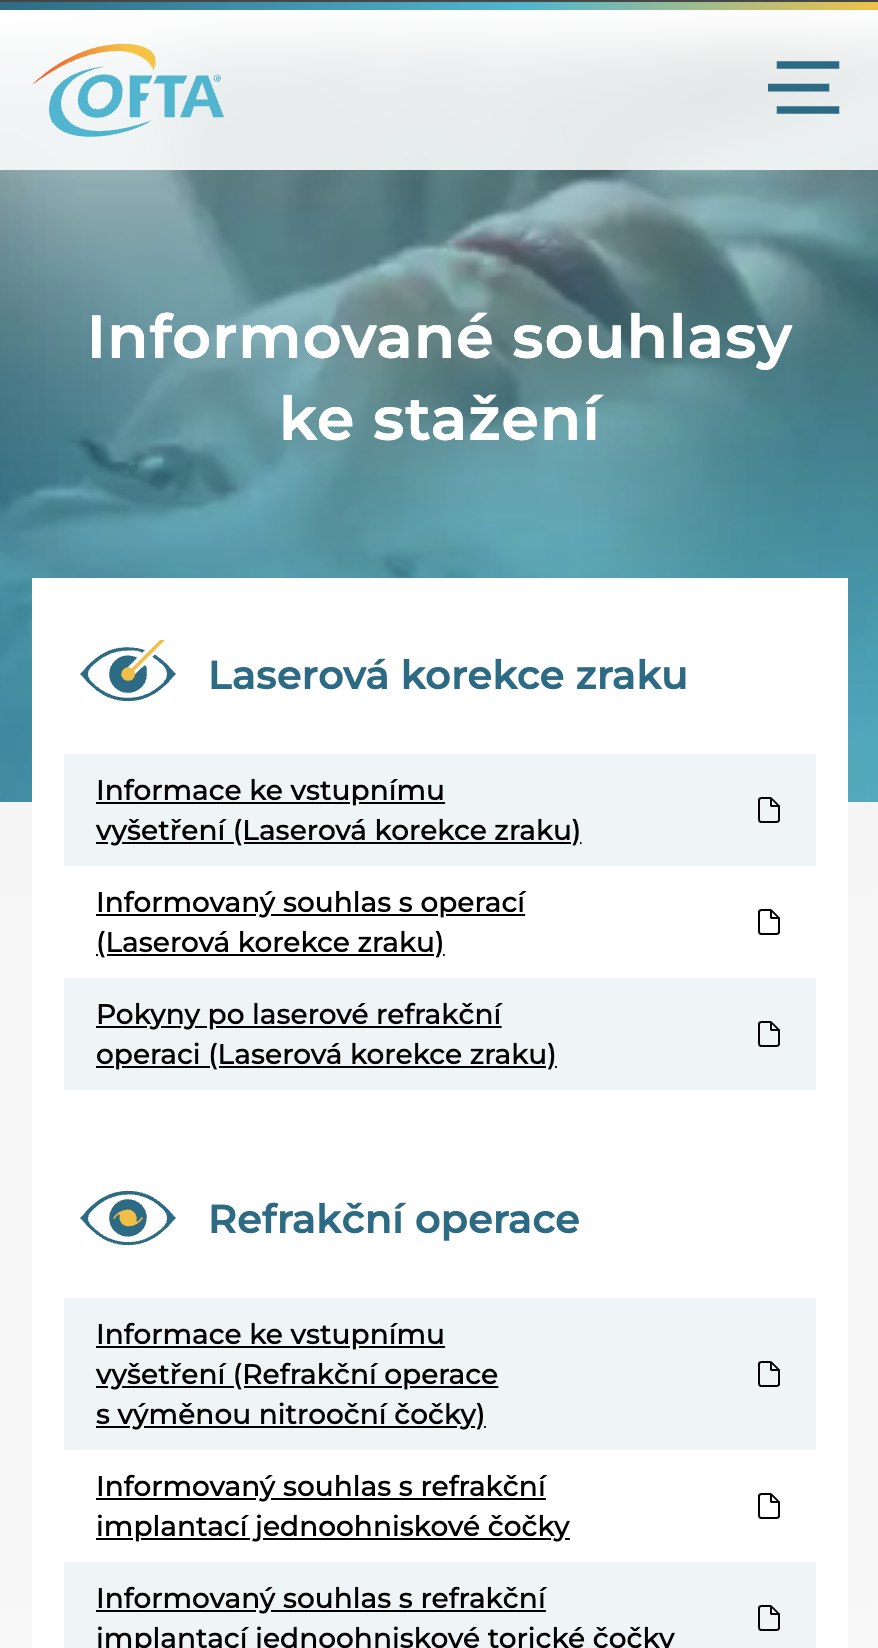 OFTA®
Informované souhlasy
ke stažení
Laserová korekce zraku
Informace ke vstupnímu
vyšetření (Laserová korekce zraku)
Informovaný souhlas s operací
(Laserová korekce zraku)
Pokyny po laserové refrakční
operaci (Laserová korekce zraku)
Refrakční operace
Informace ke vstupnímu
vyšetření (Refrakční operace
s výměnou nitrooční čočky)
Informovaný souhlas s refrakční
implantací jednoohniskové čočky
Informovaný souhlas s refrakční
implantací jednoohniskové torické čočky